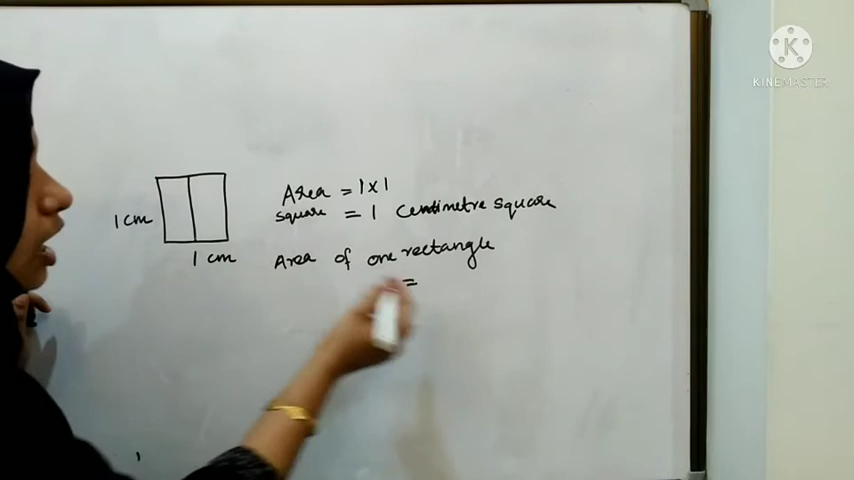 KINEMASTER
Area = 1x1
square = 1 Centimetre square
1 cm
1 cm
Area of one rectangle
=